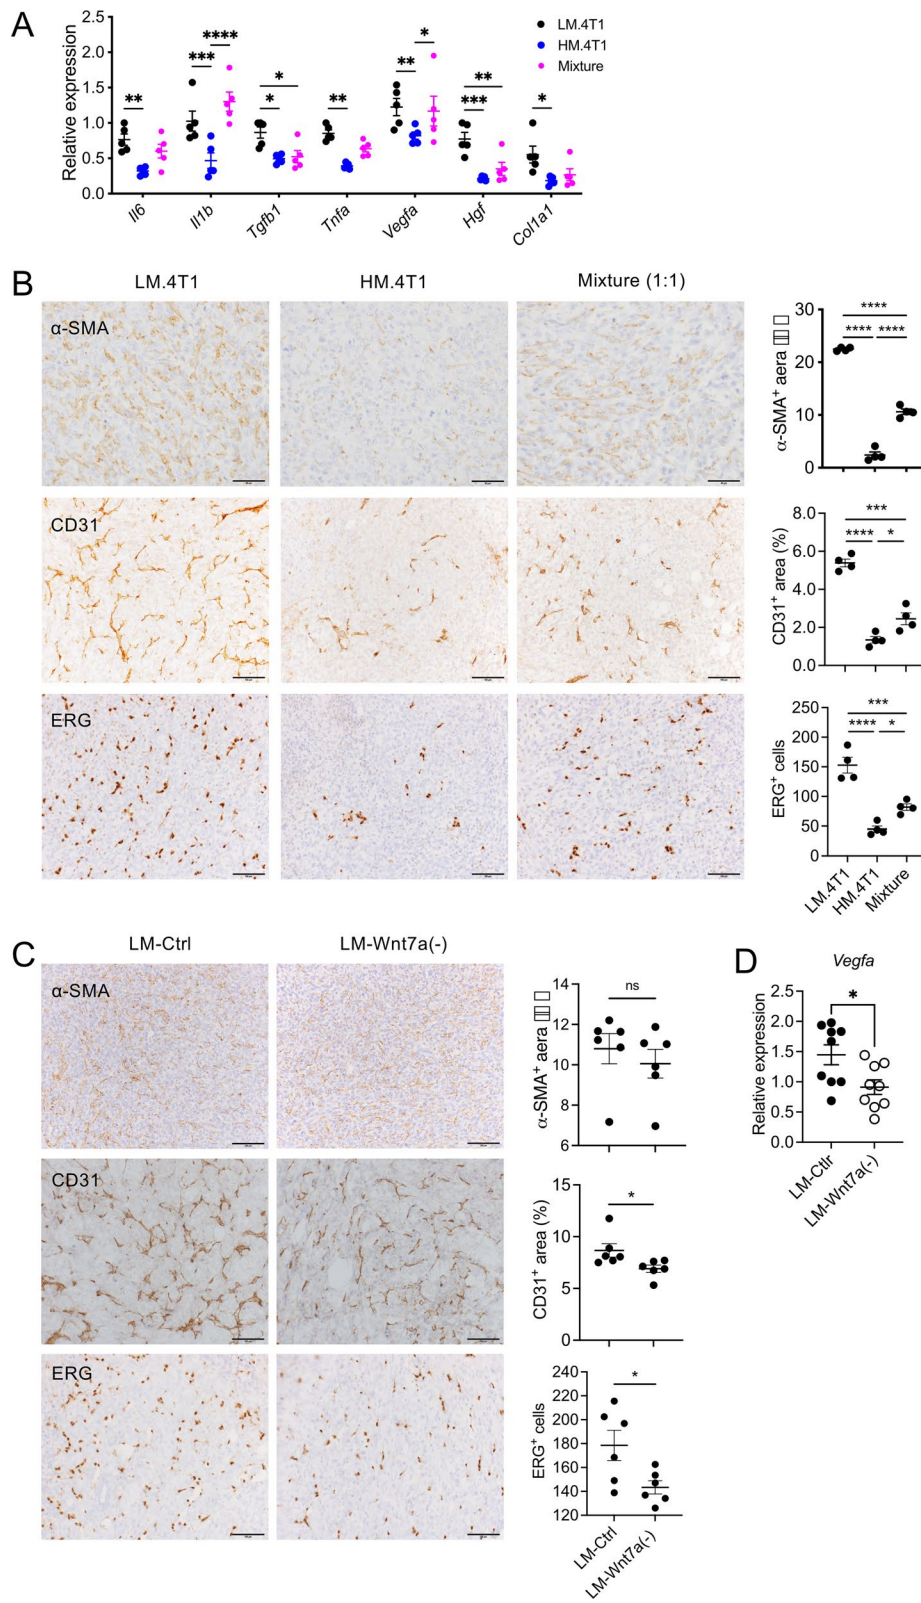 A
Relative expression
2.5
2.0
1.5
1.0
0.5
0.0
** *** **** * * ** ** * *** ** *
LM.4T1
HM.4T1
Mixture
Il6 Il1b Tgfb1 Tnfa Vegfa Hgf Col1a1
B
LM.4T1 HM.4T1 Mixture (1:1)
α-SMA
α-SMA+ aera
30
20
10
0
****
**** ****
CD31
CD31+ area (%)
8.0
6.0
4.0
2.0
0.0
***
**** *
ERG
ERG+ cells
250
200
150
100
50
0
***
**** *
LM.4T1 HM.4T1 Mixture
C
LM-Ctrl LM-Wnt7a(-)
α-SMA
α-SMA+ aera
14
12
10
8
6
ns
CD31
CD31+ area (%)
15
10
5
0
*
ERG
ERG+ cells
240
220
200
180
160
140
120
*
LM-Ctrl LM-Wnt7a(-)
D
Vegfa
Relative expression
2.5
2.0
1.5
1.0
0.5
0.0
*
LM-Ctlr LM-Wnt7a(-)